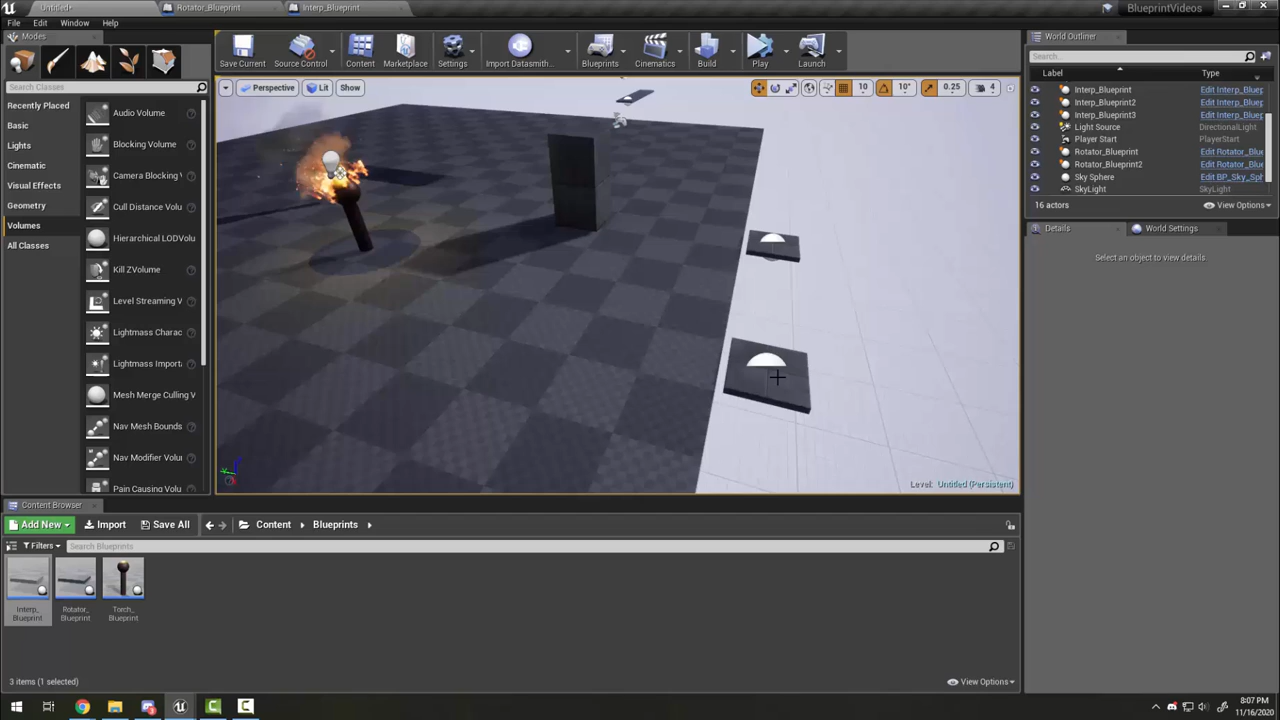 Untitled*
Rotator_Blueprint
Interp_Blueprint
BlueprintVideos
File Edit Window Help
Modes
Search Classes
Recently Placed
Basic
Lights
Cinematic
Visual Effects
Geometry
Volumes
All Classes
Audio Volume
Blocking Volume
Camera Blocking V
Cull Distance Volu
Hierarchical LODVolu
Kill ZVolume
Level Streaming V
Lightmass Charac
Lightmass Importa
Mesh Merge Culling V
Nav Mesh Bounds
Nav Modifier Volu
Pain Causing Volu
Save Current
Source Control
Content
Marketplace
Settings
Import Datasmith...
Blueprints
Cinematics
Build
Play
Launch
Perspective Lit Show
10 10° 0.25 4
Level: Untitled (Persistent)
World Outliner
Search...
Label Type
Interp_Blueprint Edit Interp_Bluep
Interp_Blueprint2 Edit Interp_Bluep
Interp_Blueprint3 Edit Interp_Bluep
Light Source DirectionalLight
Player Start PlayerStart
Rotator_Blueprint Edit Rotator_Blue
Rotator_Blueprint2 Edit Rotator_Blue
Sky Sphere Edit BP_Sky_Sph
SkyLight SkyLight
16 actors View Options
Details World Settings
Select an object to view details.
Content Browser
Add New Import Save All Content Blueprints
Filters Search Blueprints
Interp_
Blueprint
Rotator_
Blueprint
Torch_
Blueprint
3 items (1 selected) View Options
8:07 PM
11/16/2020